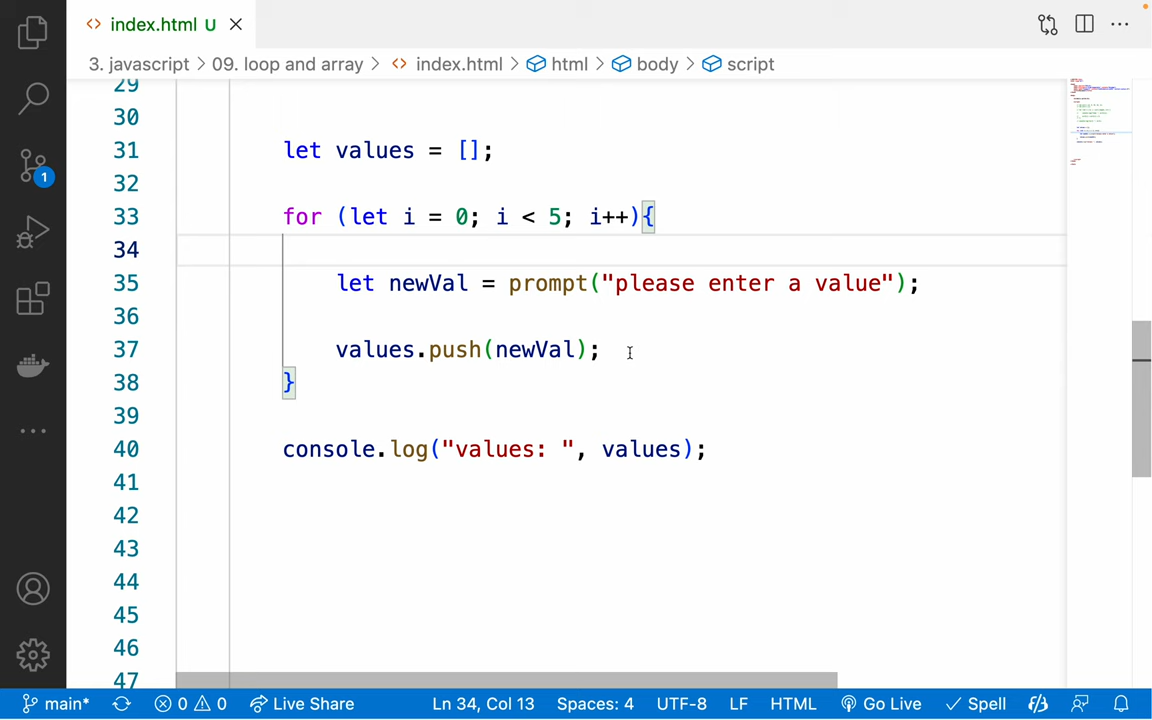 index.html U
3. javascript > 09. loop and array > <> index.html > html > body > script
29
30
31 let values = [];
32
33 for (let i = 0; i < 5; i++){
34
35 let newVal = prompt("please enter a value");
36
37 values.push(newVal);
38 }
39
40 console.log("values: ", values);
41
42
43
44
45
46
47
1
main* 0 0 Live Share Ln 34, Col 13 Spaces: 4 UTF-8 LF HTML Go Live Spell